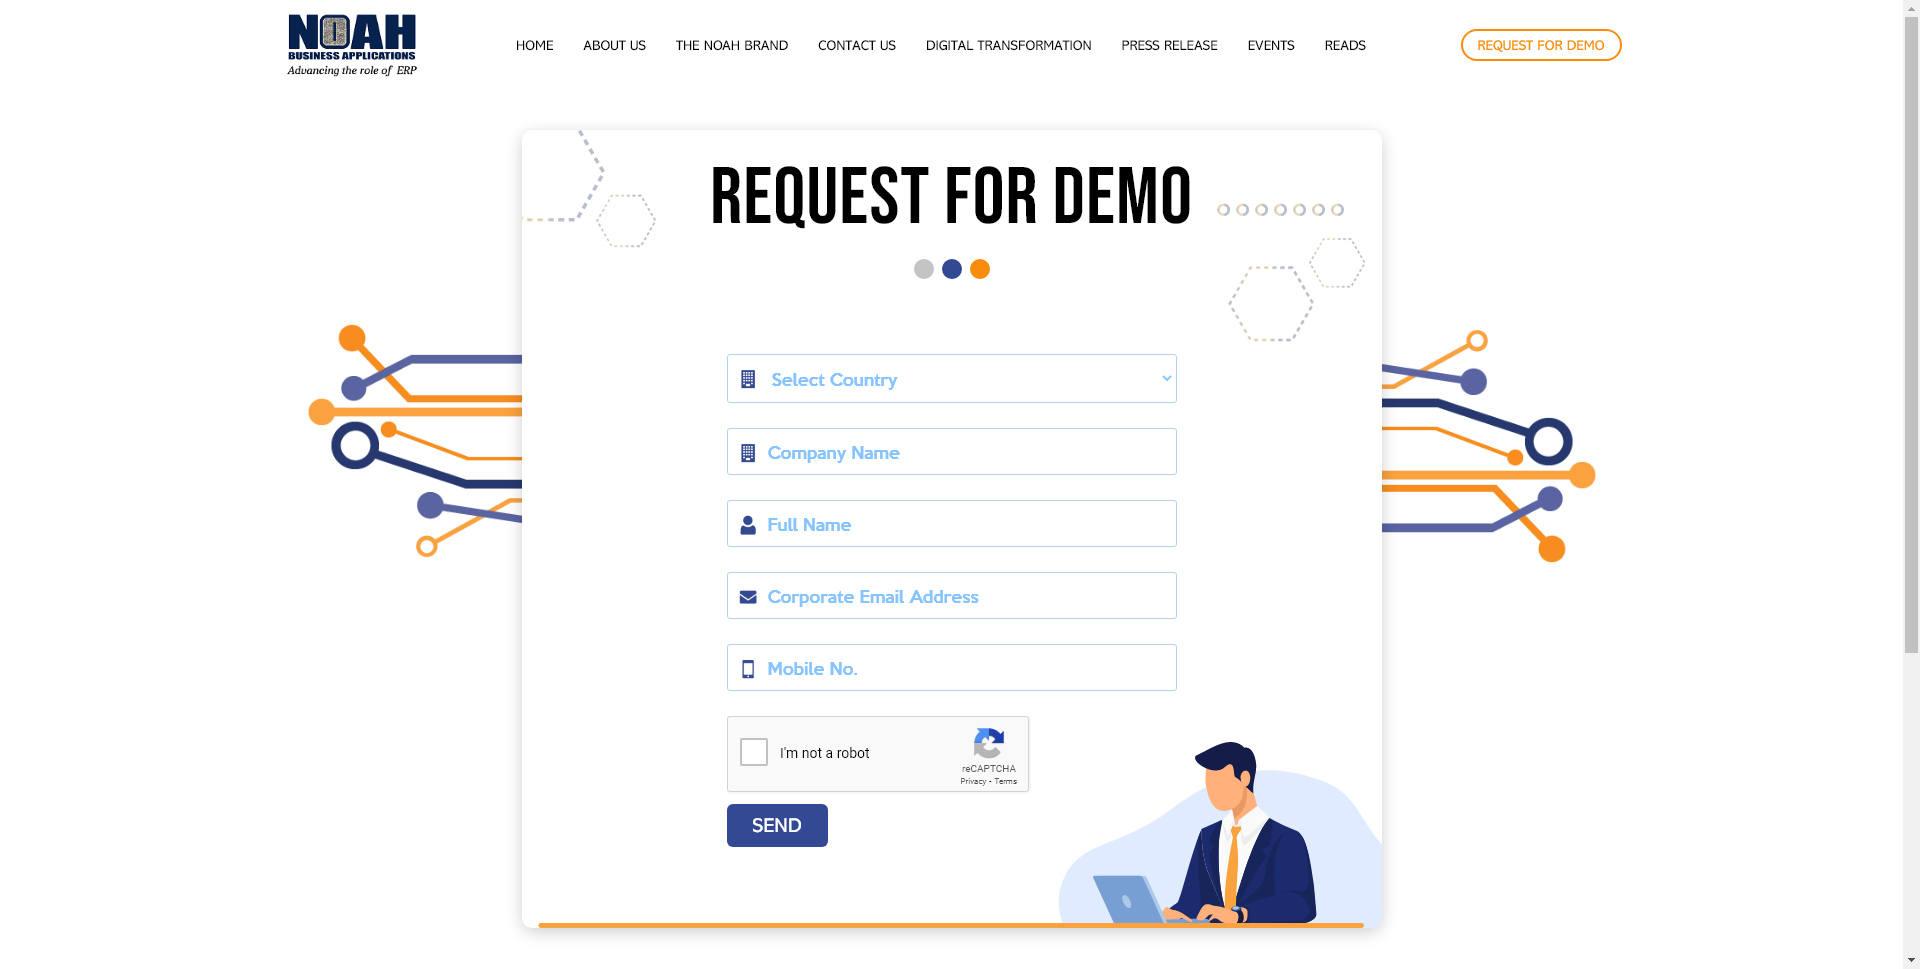 NOAH
BUSINESS APPLICATIONS
Advancing the role of ERP
HOME
ABOUT US
THE NOAH BRAND
CONTACT US
DIGITAL TRANSFORMATION
PRESS RELEASE
EVENTS
READS
REQUEST FOR DEMO
REQUEST FOR DEMO
Select Country
Company Name
Full Name
Corporate Email Address
Mobile No.
I'm not a robot
reCAPTCHA
Privacy - Terms
SEND